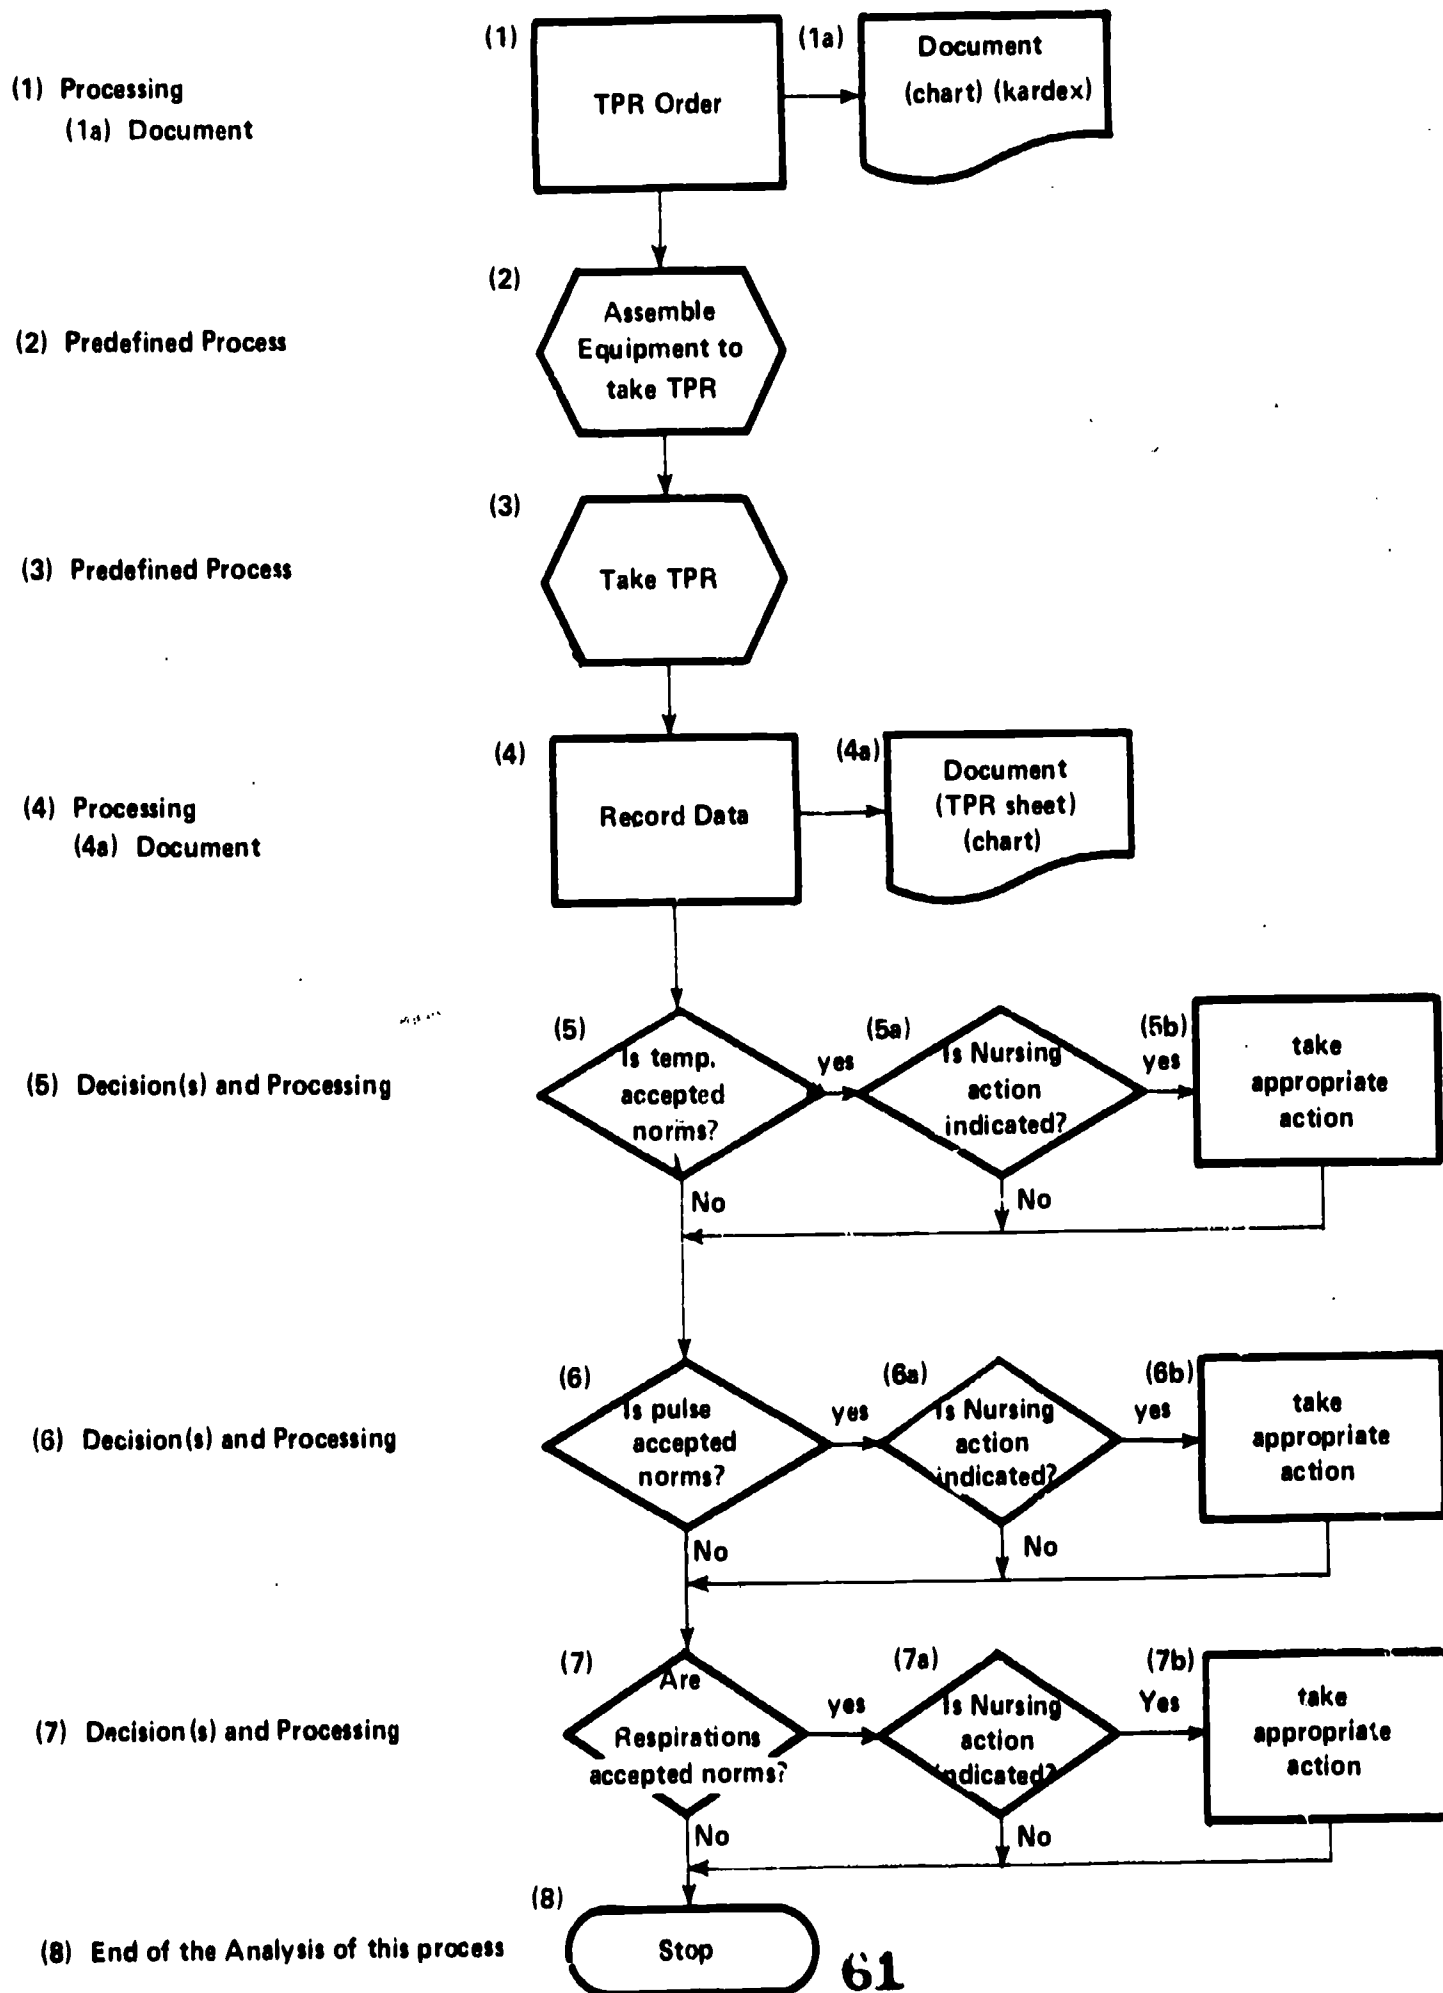 (1)
TPR Order
(1a)
Document
(chart) (kardex)
(1) Processing
(1a) Document
(2)
Assemble
Equipment to
take TPR
(2) Predefined Process
(3)
Take TPR
(3) Predefined Process
(4)
Record Data
(4a)
Document
(TPR sheet)
(chart)
(4) Processing
(4a) Document
(5)
Is temp.
accepted
norms?
yes
No
(5a)
Is Nursing
action
indicated?
yes
No
(5b)
take
appropriate
action
(5) Decision(s) and Processing
(6)
Is pulse
accepted
norms?
yes
No
(6a)
Is Nursing
action
indicated?
yes
No
(6b)
take
appropriate
action
(6) Decision(s) and Processing
(7)
Are
Respirations
accepted norms?
yes
No
(7a)
Is Nursing
action
indicated?
Yes
No
(7b)
take
appropriate
action
(7) Decision(s) and Processing
(8)
Stop
(8) End of the Analysis of this process
61